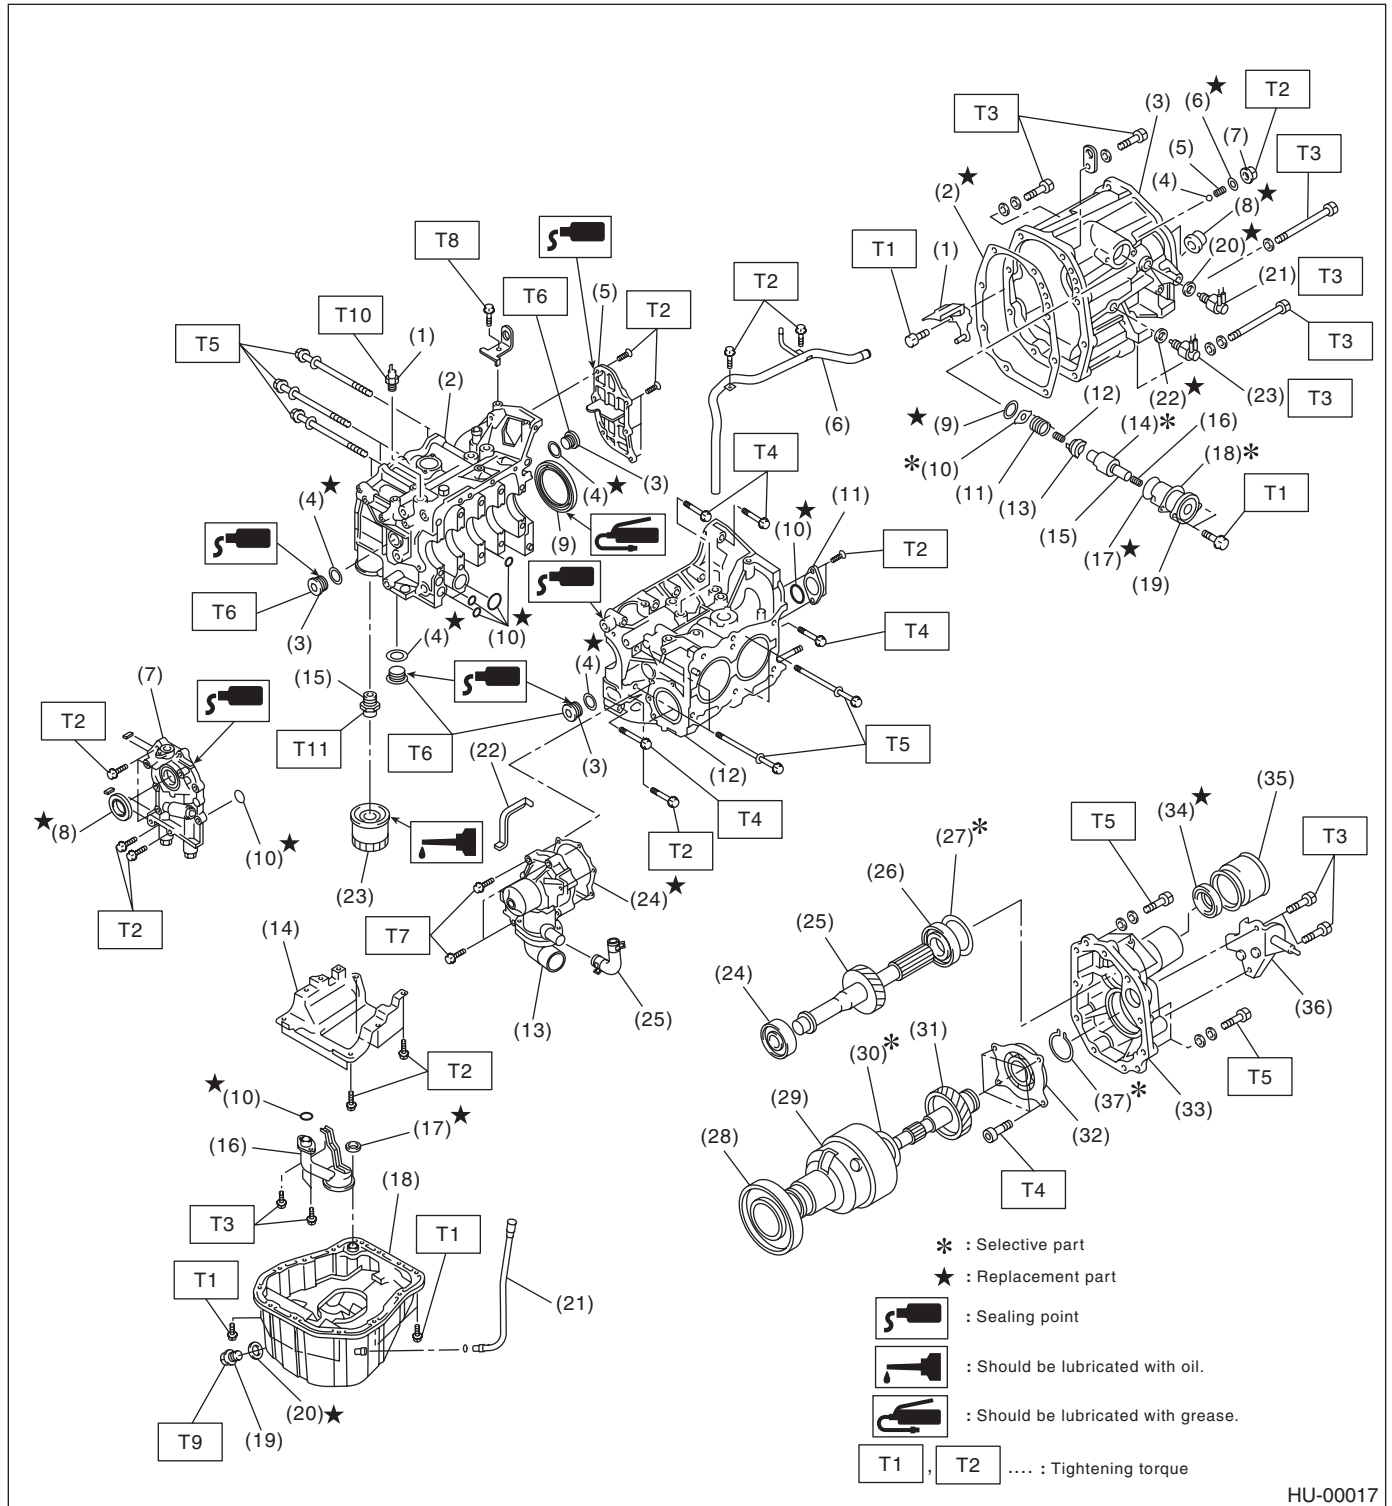 T3
(6)★
T2
(3)
(7)
(5)
T3
(2)★
(4)
(8)★
T8
T1
(1)
(20)★
T6
(5)
T2
T2
(21)
T3
T10
T5
(1)
T3
(2)
(12)
(22)★
(23)
T3
★(9)
(14)*
(16)
(6)
*(10)
(18)*
T4
(3)
(11)
(13)
T1
(4)★
(4)★
(11)
(15)
(10)★
(17)★
(9)
T2
(19)
T6
(3)
(4)★
(10)★
T4
★
(4)
(15)
(7)
T2
T11
T6
(22)
(3)
(12)
T5
(35)
(34)★
T4
T5
T3
★(8)
(10)★
T2
(27)*
(23)
(24)★
(26)
T2
T7
(25)
(14)
(36)
(24)
(13)
(25)
(31)
(30)*
T5
T2
(37)*
(33)
★(10)
(29)
(32)
(17)★
(28)
(16)
(18)
T4
T3
T1
* : Selective part
★ : Replacement part
T1
(21)
: Sealing point
: Should be lubricated with oil.
(20)★
: Should be lubricated with grease.
T9
(19)
T1 , T2 .... : Tightening torque
HU-00017